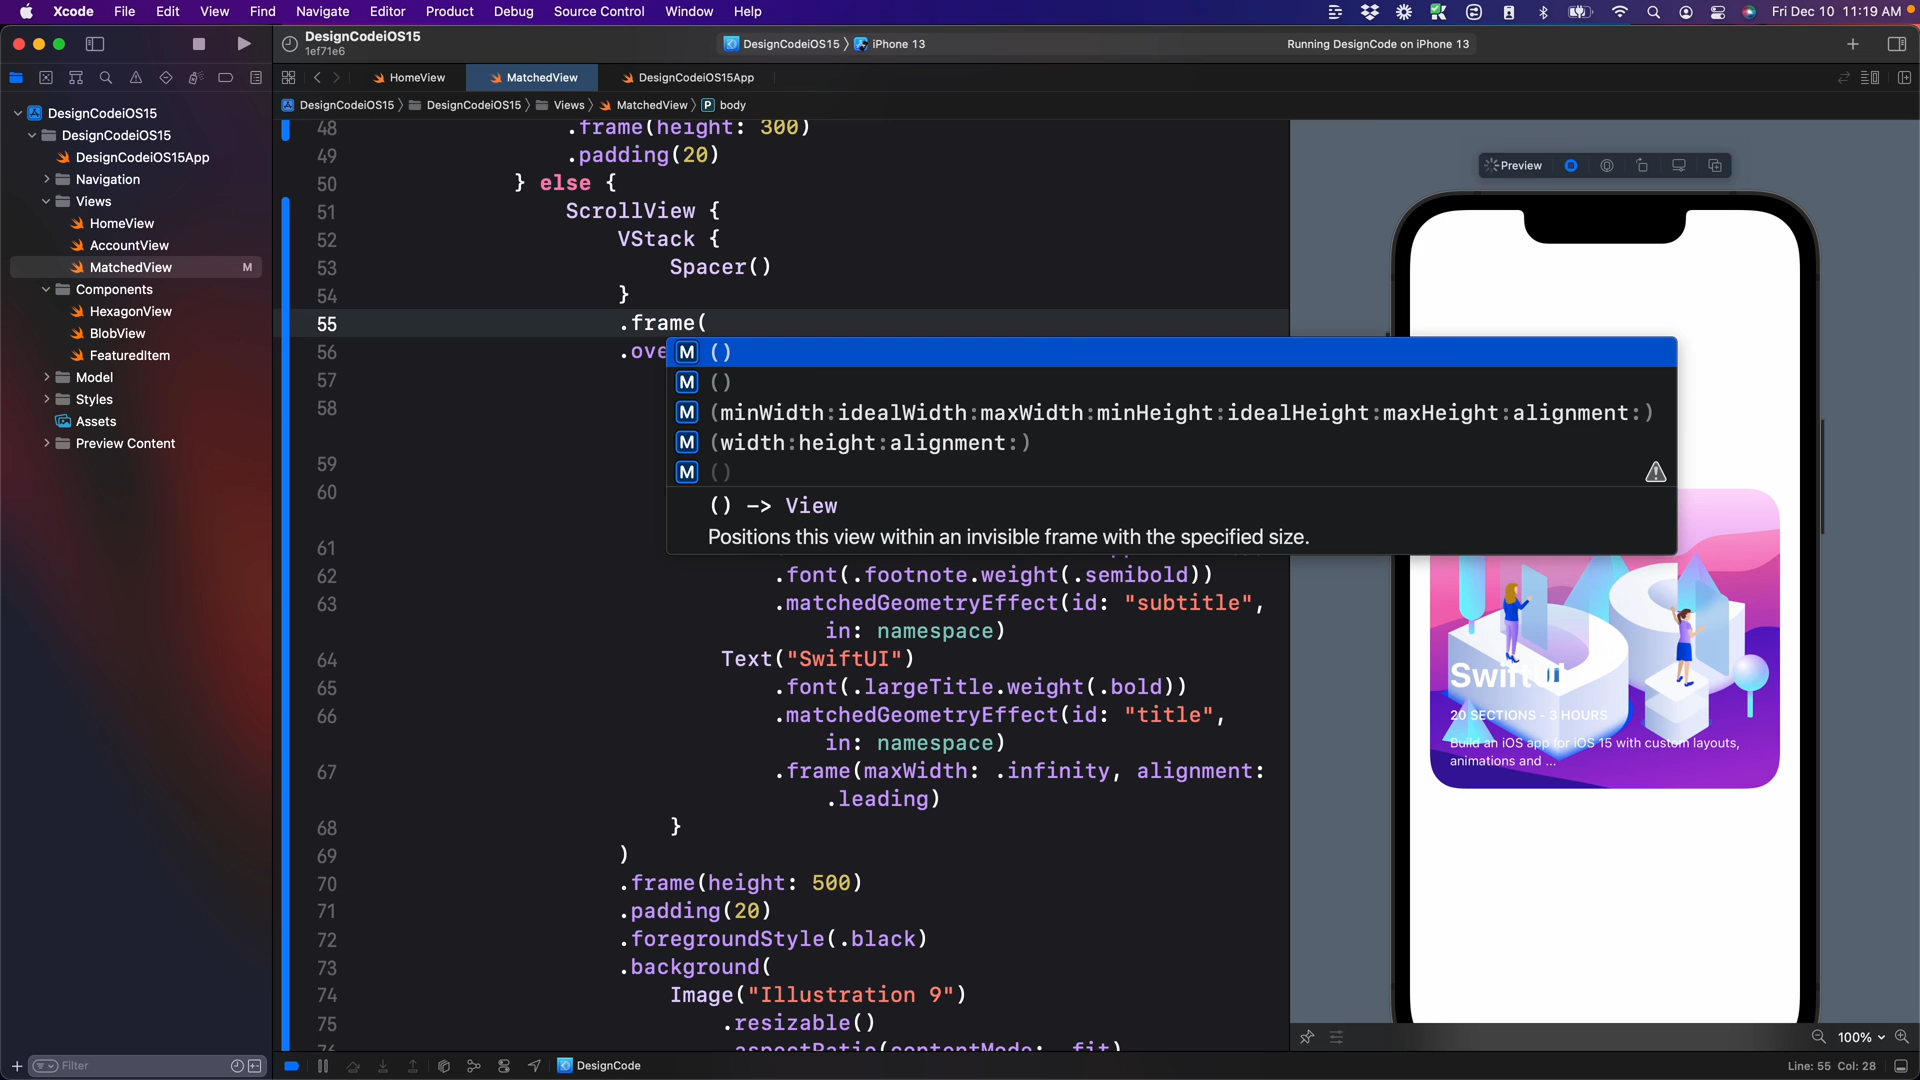 Xcode File Edit View Find Navigate Editor Product Debug Source Control Window Help
Fri Dec 10 11:19 AM
DesignCodeiOS15
1ef71e6
DesignCodeiOS15 iPhone 13
Running DesignCode on iPhone 13
HomeView MatchedView DesignCodeiOS15App
DesignCodeiOS15 DesignCodeiOS15 Views MatchedView P body
DesignCodeiOS15
DesignCodeiOS15
DesignCodeiOS15App
Navigation
Views
HomeView
AccountView
MatchedView M
Components
HexagonView
BlobView
FeaturedItem
Model
Styles
Assets
Preview Content
Filter
48 .frame(height: 300)
49 .padding(20)
50 } else {
51 ScrollView {
52 VStack {
53 Spacer()
54 }
55 .frame(
56 .ove
57
58
59
60
61
62 .font(.footnote.weight(.semibold))
63 .matchedGeometryEffect(id: "subtitle",
in: namespace)
64 Text("SwiftUI")
65 .font(.largeTitle.weight(.bold))
66 .matchedGeometryEffect(id: "title",
in: namespace)
67 .frame(maxWidth: .infinity, alignment:
.leading)
68 }
69 )
70 .frame(height: 500)
71 .padding(20)
72 .foregroundStyle(.black)
73 .background(
74 Image("Illustration 9")
75 .resizable()
76 .aspectRatio(contentMode: .fit)
M ()
M ()
M (minWidth:idealWidth:maxWidth:minHeight:idealHeight:maxHeight:alignment:)
M (width:height:alignment:)
M ()
() -> View
Positions this view within an invisible frame with the specified size.
Preview
SwiftUI
20 SECTIONS - 3 HOURS
Build an iOS app for iOS 15 with custom layouts,
animations and ...
100%
DesignCode
Line: 55 Col: 28